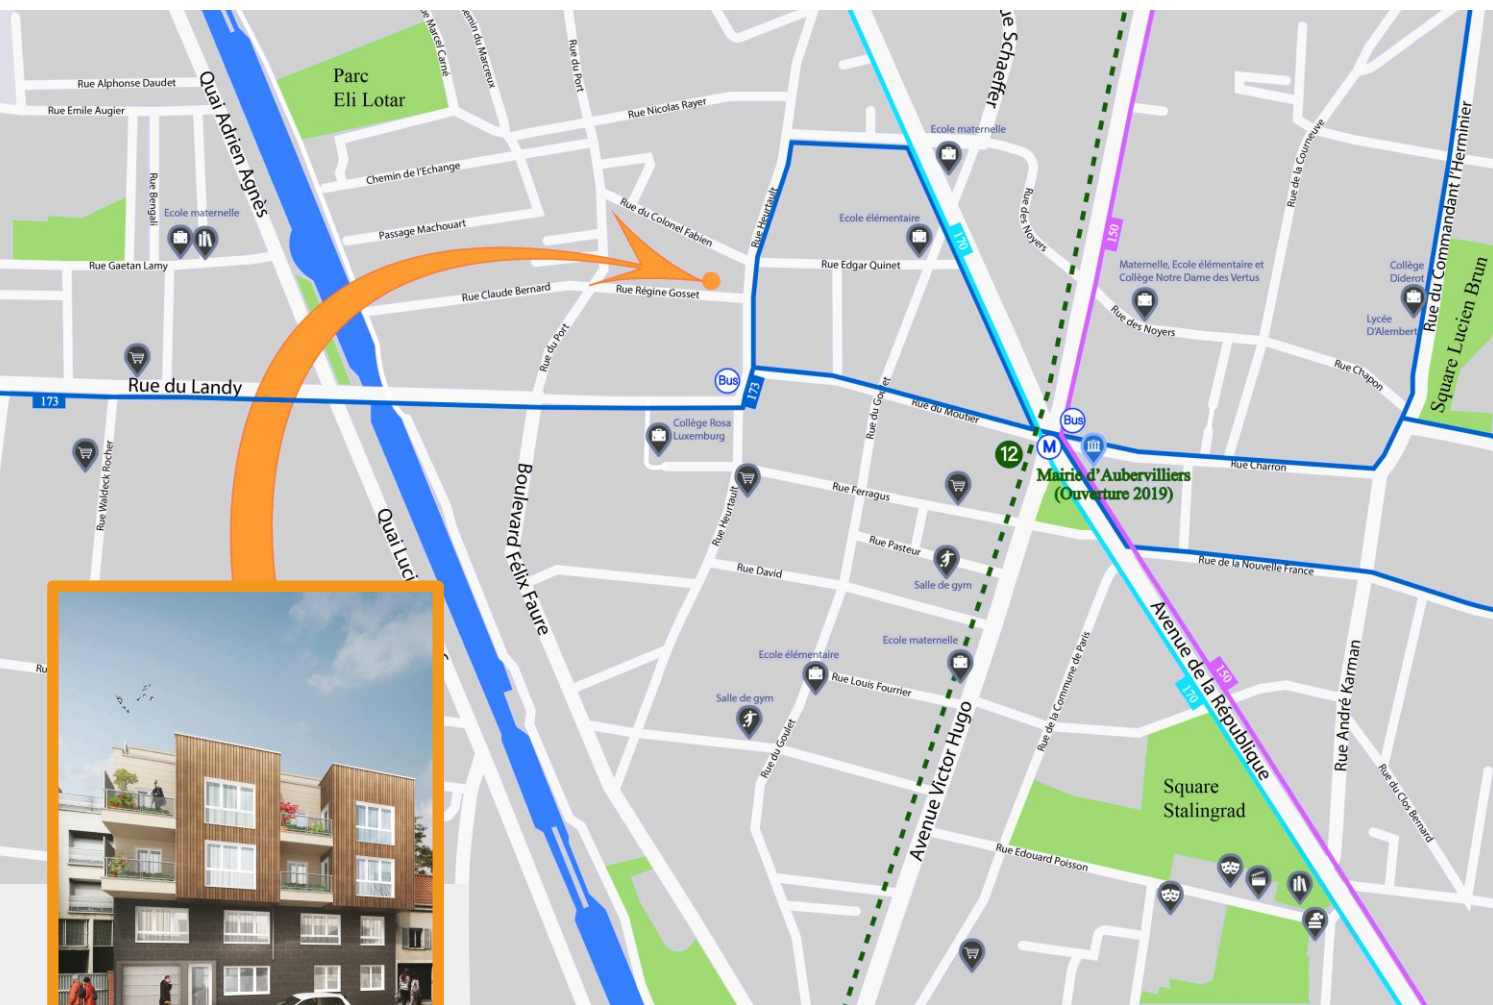 Parc
Eli Lotar
Rue Alphonse Daudet
Rue Emile Augier
Quai Adrien Agnès
Rue Bengali
Ecole maternelle
Rue Gaetan Lamy
Rue du Landy
173
Rue Waldeck Rocher
Marcel Carné
emin du Marcreux
Rue du Port
Rue Nicolas Rayer
Chemin de l'Echange
Passage Machouart
Rue du Colonel Fabien
Rue Claude Bernard
Rue Régine Gosset
Rue du Port
Rue Heurtault
Bus
173
Collège Rosa
Luxemburg
Rue Heurtault
Boulevard Félix Faure
Quai Luci
Ru
ue Schaeffer
Ecole maternelle
Ecole élémentaire
170
Rue Edgar Quinet
Rue des Noyers
150
Maternelle, Ecole élémentaire et
Collège Notre Dame des Vertus
Rue des Noyers
Rue de la Courneuve
Rue du Commandant l'Herminier
Collège
Diderot
Lycée
D'Alembert
Square Lucien Brun
Rue Chapon
Rue du Goulet
Rue du Moutier
Bus
12
M
Mairie d'Aubervilliers
(Ouverture 2019)
Rue Charron
Rue Ferragus
Rue Pasteur
Salle de gym
Rue David
Rue de la Nouvelle France
Ecole maternelle
Ecole élémentaire
Rue Louis Fourrier
Salle de gym
Rue du Goulet
Avenue Victor Hugo
Rue de la Commune de Paris
Avenue de la République
150
170
Rue André Karman
Rue du Clos Bernard
Square
Stalingrad
Rue Edouard Poisson